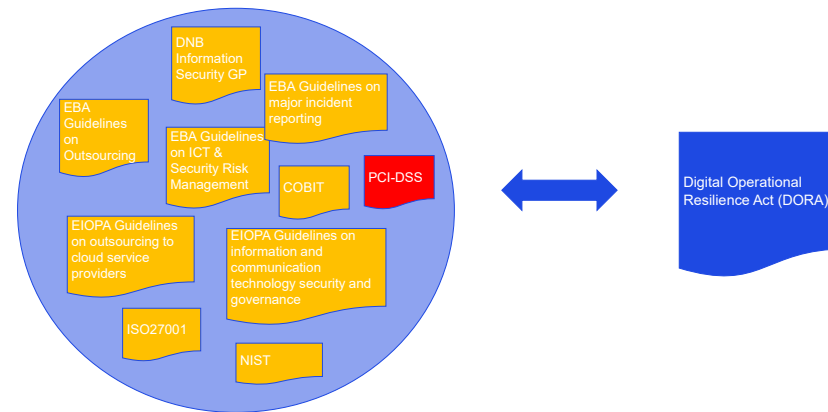 DNB
Information
Security GP
EBA Guidelines on
major incident
reporting
EBA
Guidelines
on
Outsourcing
EBA Guidelines
on ICT &
Security Risk
Management
COBIT
PCI-DSS
Digital Operational
Resilience Act (DORA)
EIOPA Guidelines
on outsourcing to
cloud service
providers
EIOPA Guidelines on
information and
communication
technology security and
governance
ISO27001
NIST